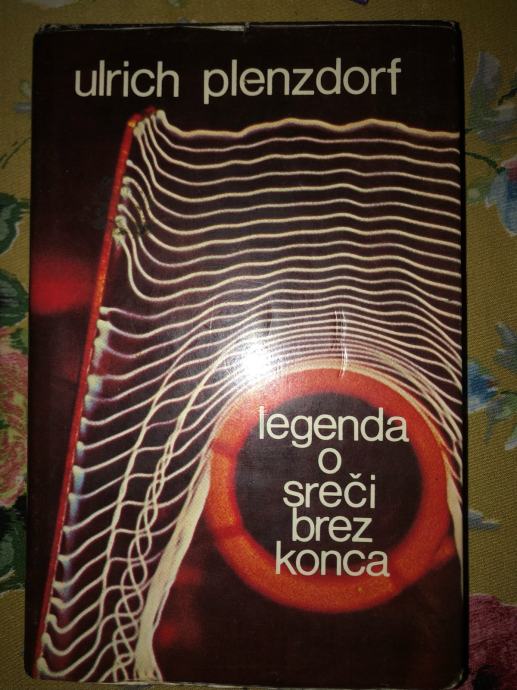 ulrich plenzdorf
legenda
o
sreči
brez
konca